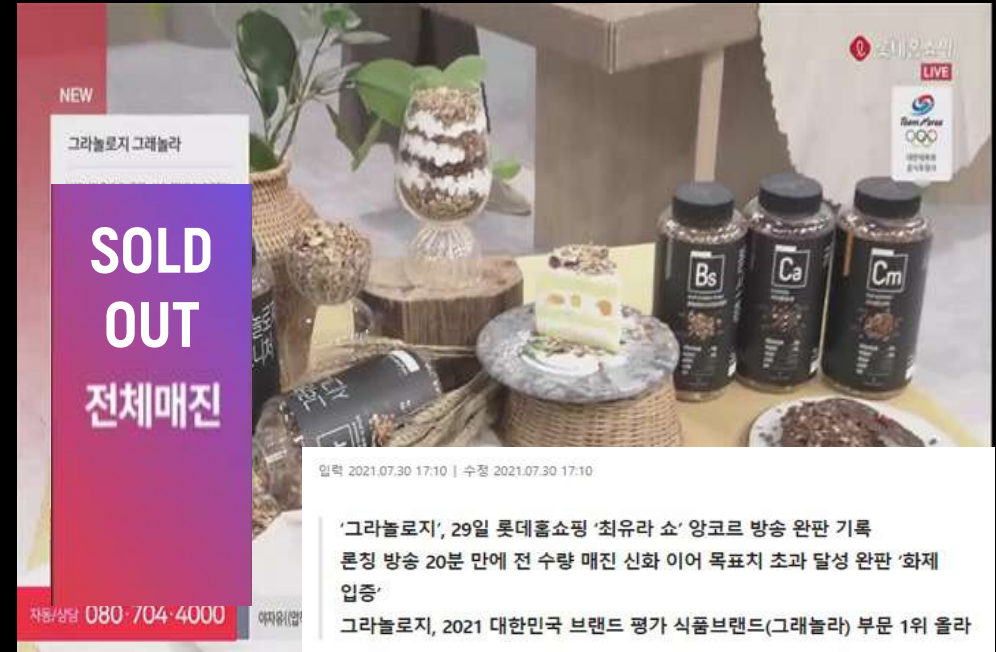 NEW
LIVE
그라놀로지 그래놀라
SOLD
OUT
전체매진
Bs
Ca
Cm
자동/상담 080·704·4000
입력 2021.07.30 17:10 | 수정 2021.07.30 17:10
‘그라놀로지’, 29일 롯데홈쇼핑 ‘최유라 쇼’ 앙코르 방송 완판 기록
론칭 방송 20분 만에 전 수량 매진 신화 이어 목표치 초과 달성 완판 ‘화제
입증’
그라놀로지, 2021 대한민국 브랜드 평가 식품브랜드(그래놀라) 부문 1위 올라